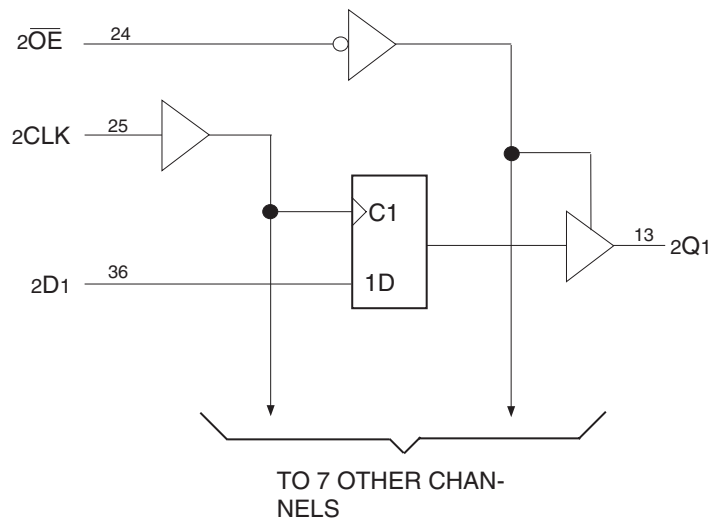 2OE 24
2CLK 25
C1
13 2Q1
2D1 36
1D
TO 7 OTHER CHAN-
NELS